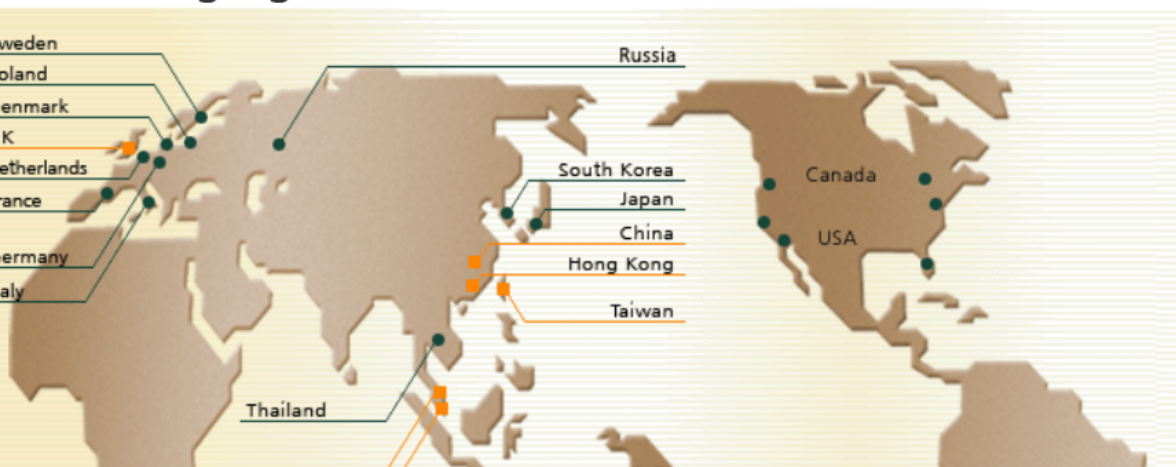 weden
Russia
oland
enmark
K
etherlands
South Korea
Canada
rance
Japan
China
USA
ermany
Hong Kong
aly
Taiwan
Thailand